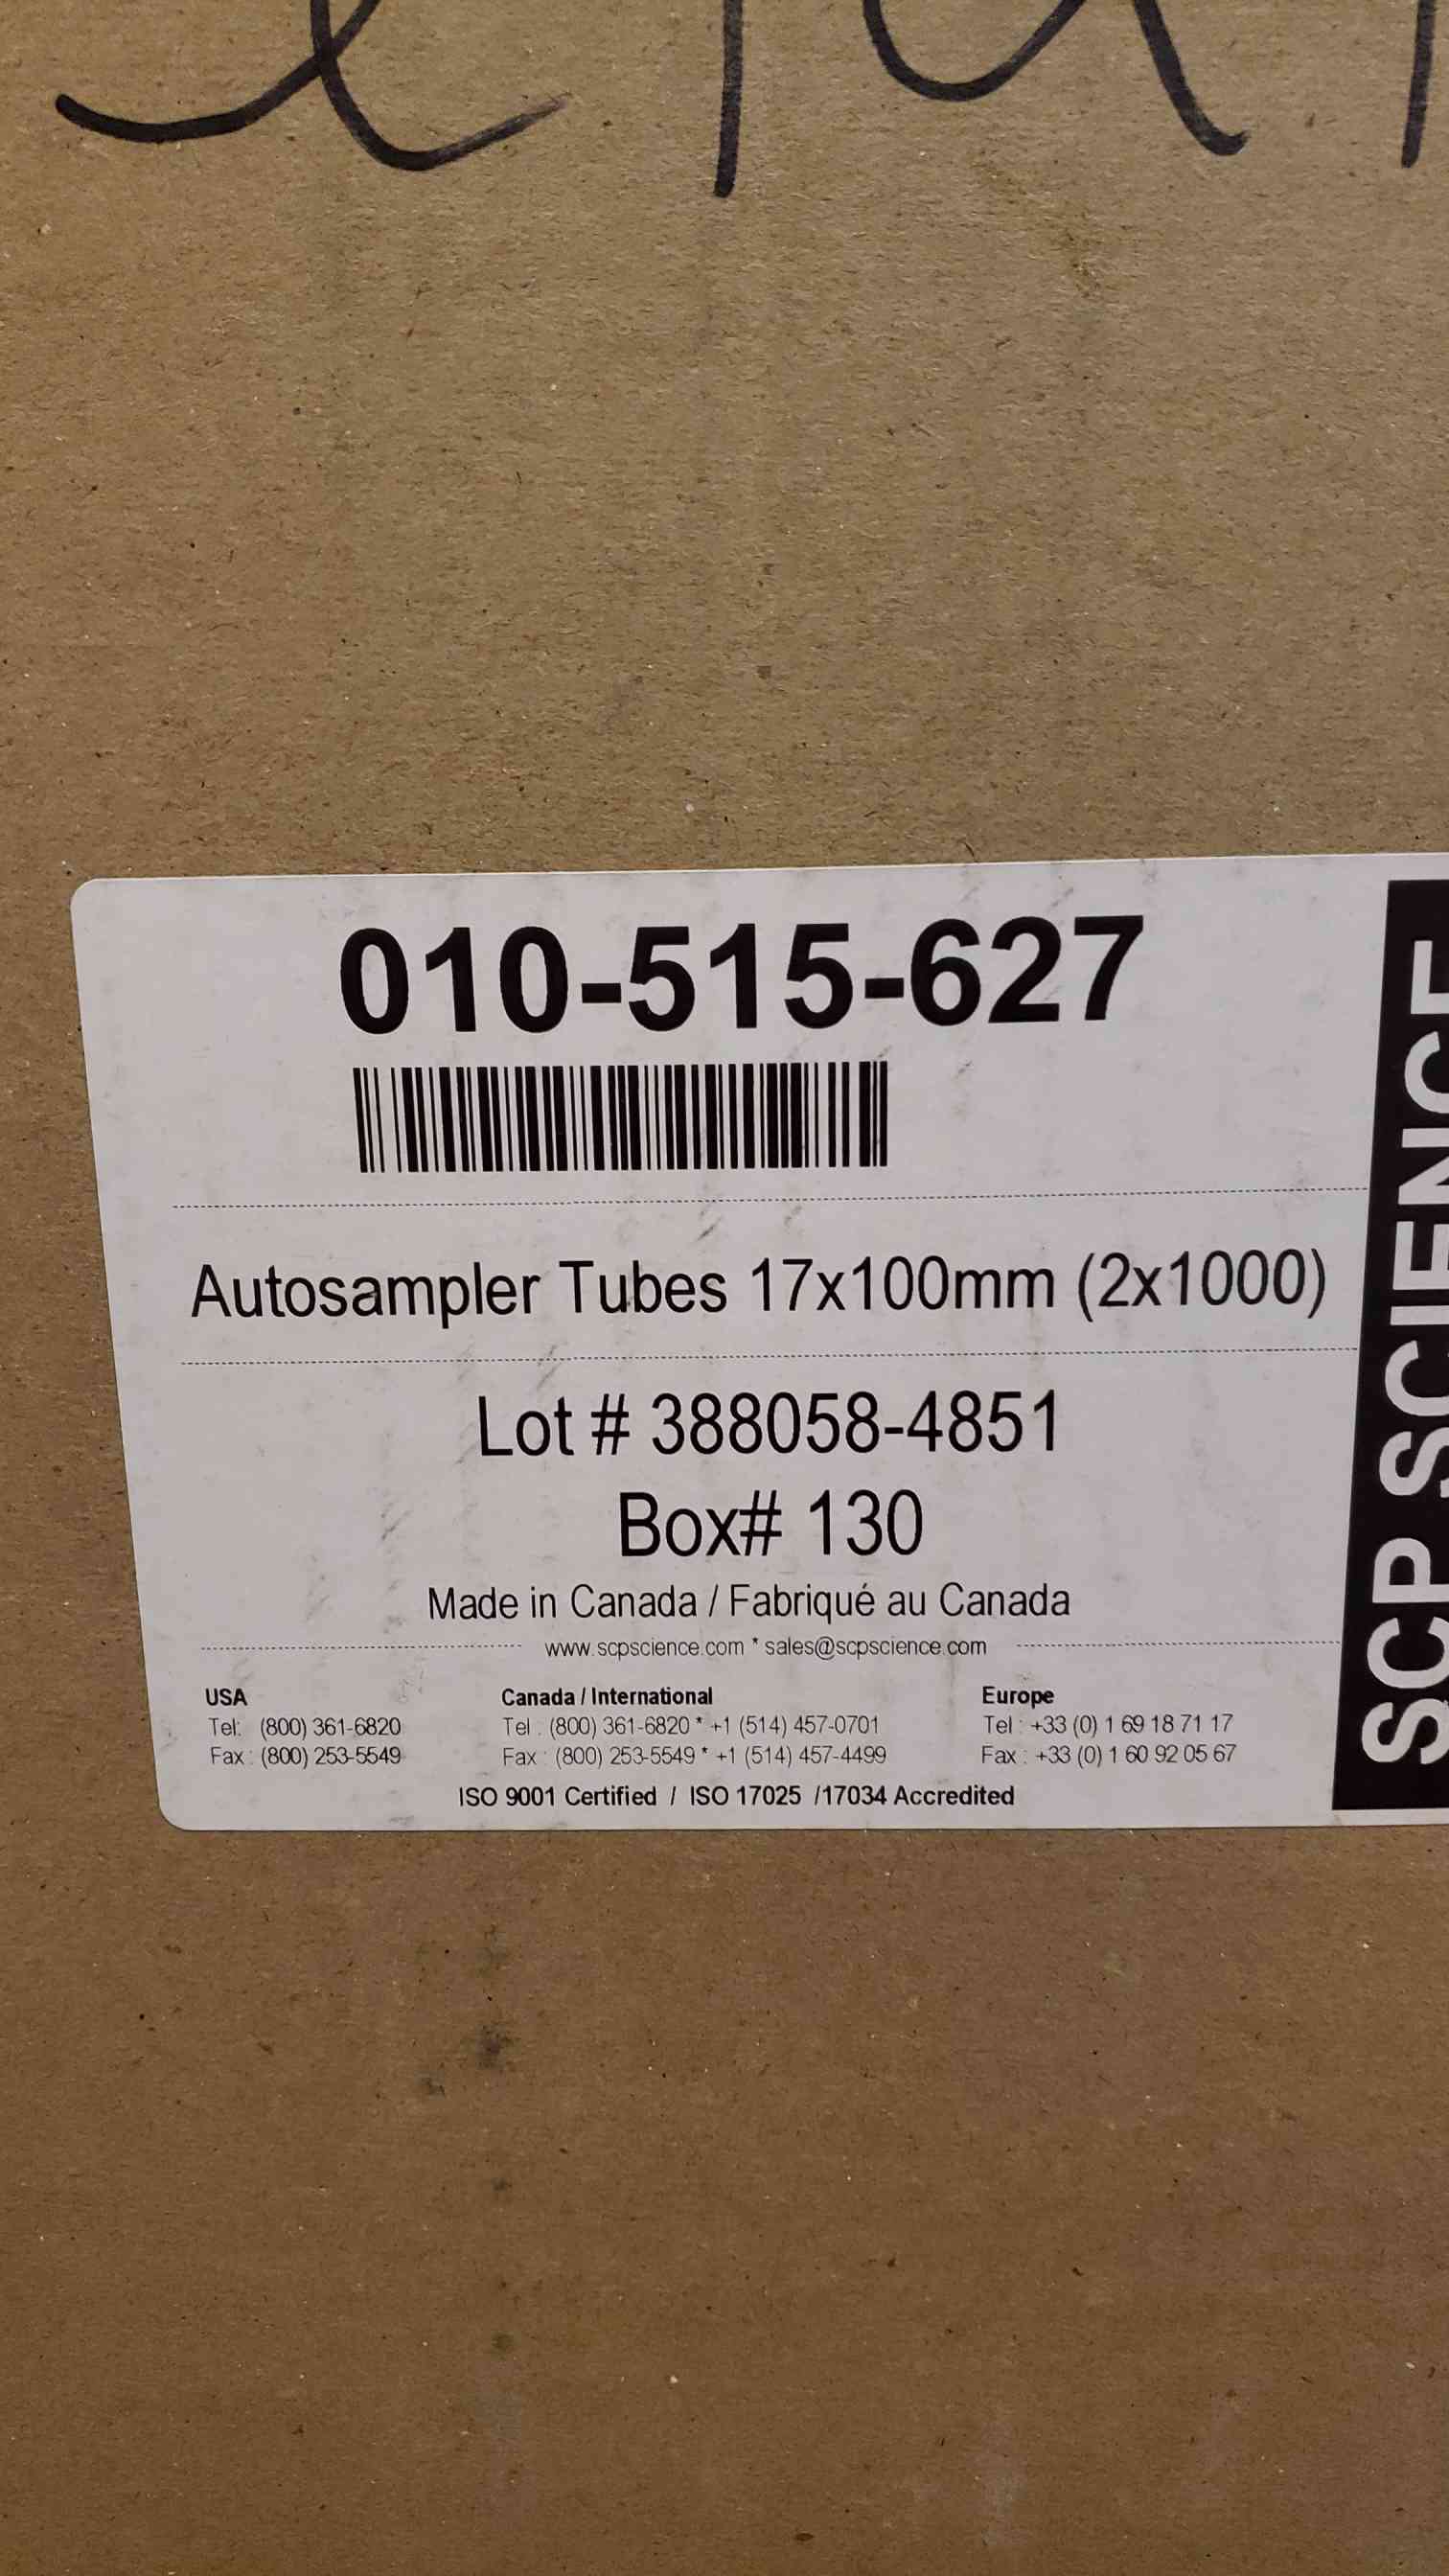 010-515-627
Autosampler Tubes 17x100mm (2x1000)
Lot # 388058-4851
Box# 130
Made in Canada / Fabriqué au Canada
www.scpscience.com * sales@scpscience.com
USA
Tel: (800) 361-6820
Fax : (800) 253-5549
Canada / International
Tel : (800) 361-6820 * +1 (514) 457-0701
Fax : (800) 253-5549 * +1 (514) 457-4499
Europe
Tel : +33 (0) 1 69 18 71 17
Fax : +33 (0) 1 60 92 05 67
ISO 9001 Certified / ISO 17025 /17034 Accredited
SCP SCIENCE